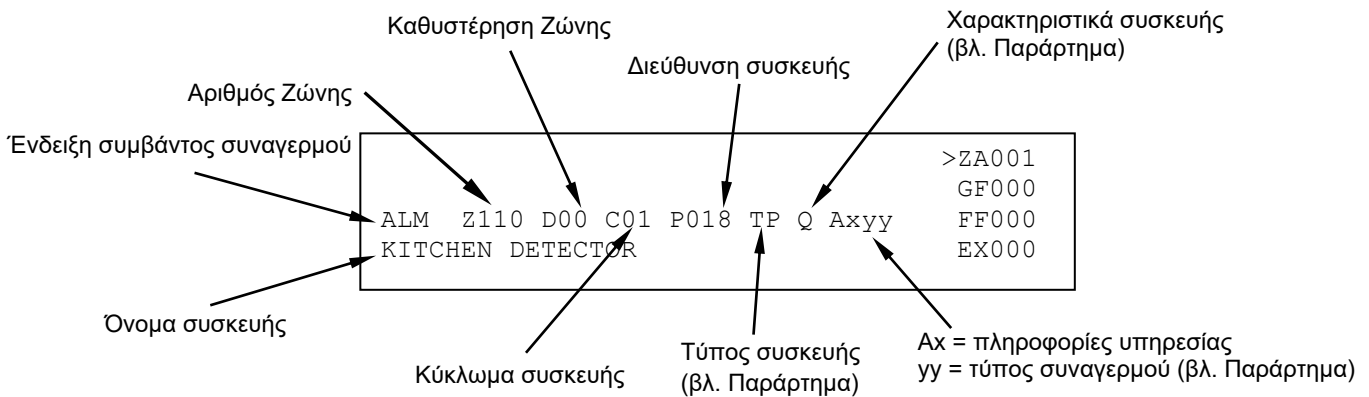 Καθυστέρηση Ζώνης
Χαρακτηριστικά συσκευής
(βλ. Παράρτημα)
Διεύθυνση συσκευής
Αριθμός Ζώνης
Ένδειξη συμβάντος συναγερμού
>ZA001
GF000
ALM Z110 D00 C01 P018 TP Q Axyy FF000
KITCHEN DETECTOR EX000
Όνομα συσκευής
Κύκλωμα συσκευής
Τύπος συσκευής
(βλ. Παράρτημα)
Ax = πληροφορίες υπηρεσίας
yy = τύπος συναγερμού (βλ. Παράρτημα)